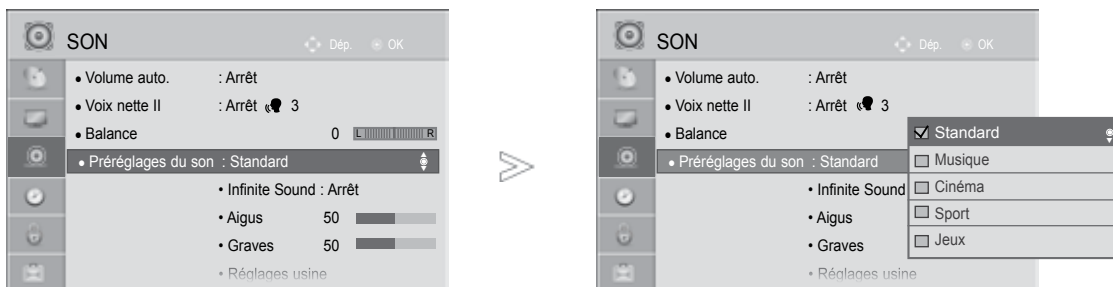 SON
Dép. OK
• Volume auto. : Arrêt
• Voix nette II : Arrêt 3
• Balance 0 L R
• Préréglages du son : Standard
• Infinite Sound : Arrêt
• Aigus 50
• Graves 50
• Réglages usine
>
SON
Dép. OK
• Volume auto. : Arrêt
• Voix nette II : Arrêt 3
• Balance
• Préréglages du son : Standard
• Infinite Sound
• Aigus
• Graves
• Réglages usine
Standard
Musique
Cinéma
Sport
Jeux